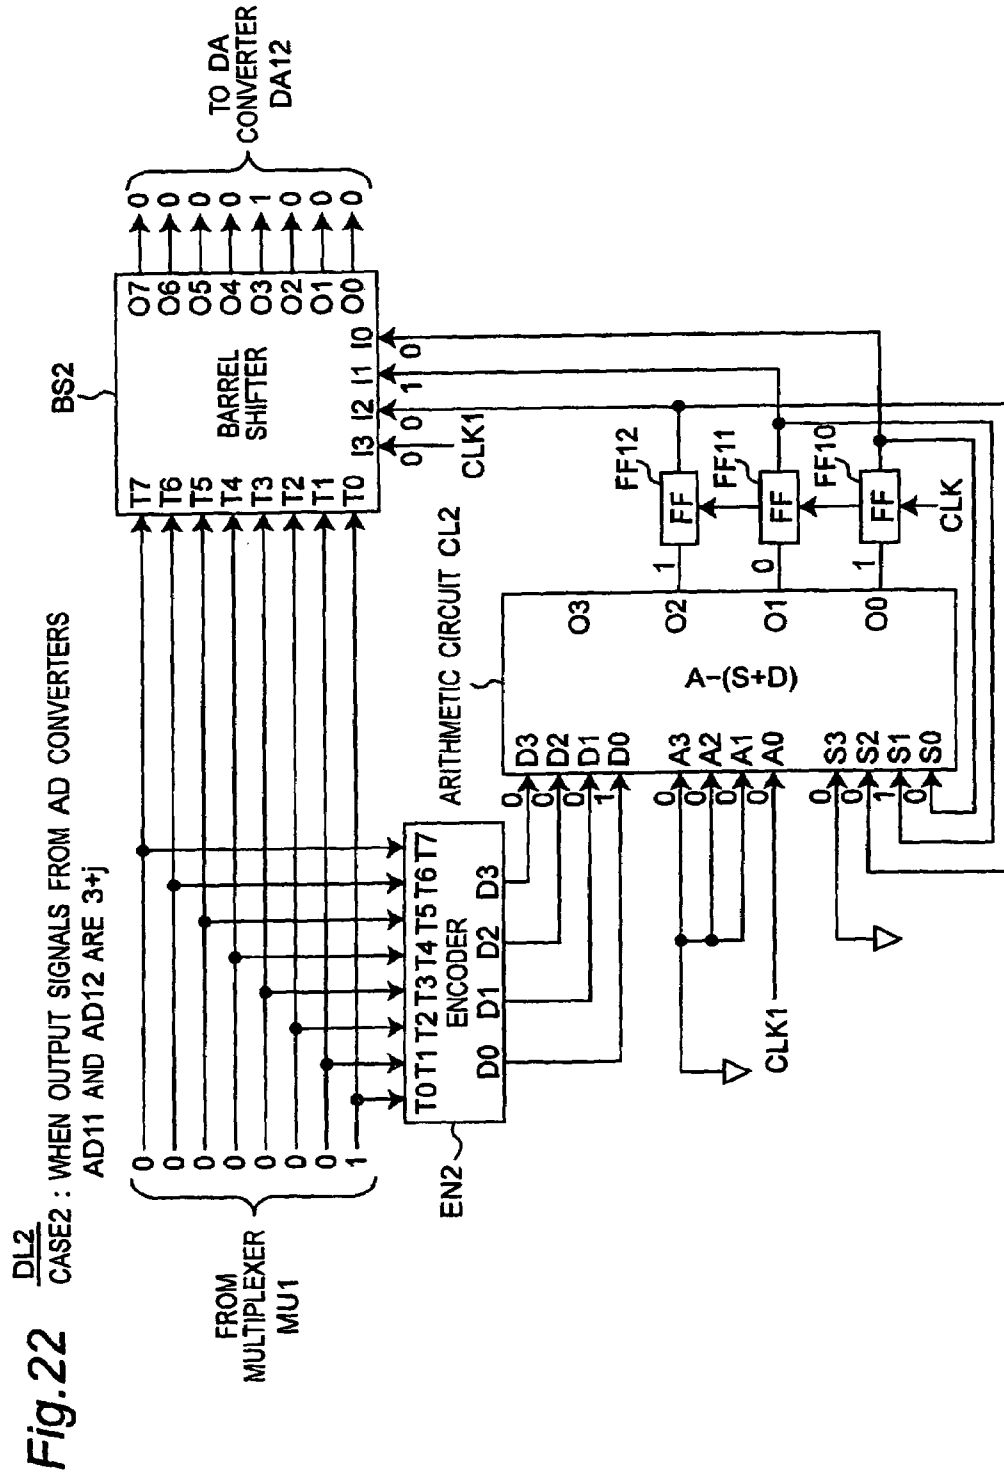 Fig.22
DL2
CASE2 : WHEN OUTPUT SIGNALS FROM AD CONVERTERS
AD11 AND AD12 ARE 3+j
FROM
MULTIPLEXER
MU1
0
0
0
0
0
0
0
1
T7
T6
T5
T4
T3
T2
T1
T0
BARREL
SHIFTER
BS2
O7
O6
O5
O4
O3
O2
O1
O0
0
0
0
0
1
0
0
0
TO DA
CONVERTER
DA12
I3 I2 I1 I0
0 0 1 0
CLK1
T0 T1 T2 T3 T4 T5 T6 T7
ENCODER
D0 D1 D2 D3
EN2
ARITHMETIC CIRCUIT CL2
0 D3
0 D2
0 D1
1 D0
0 A3
0 A2
0 A1
0 A0
0 S3
0 S2
1 S1
0 S0
A-(S+D)
O3
O2
O1
O0
1
0
1
FF12
FF
FF11
FF
FF10
FF
CLK
CLK1